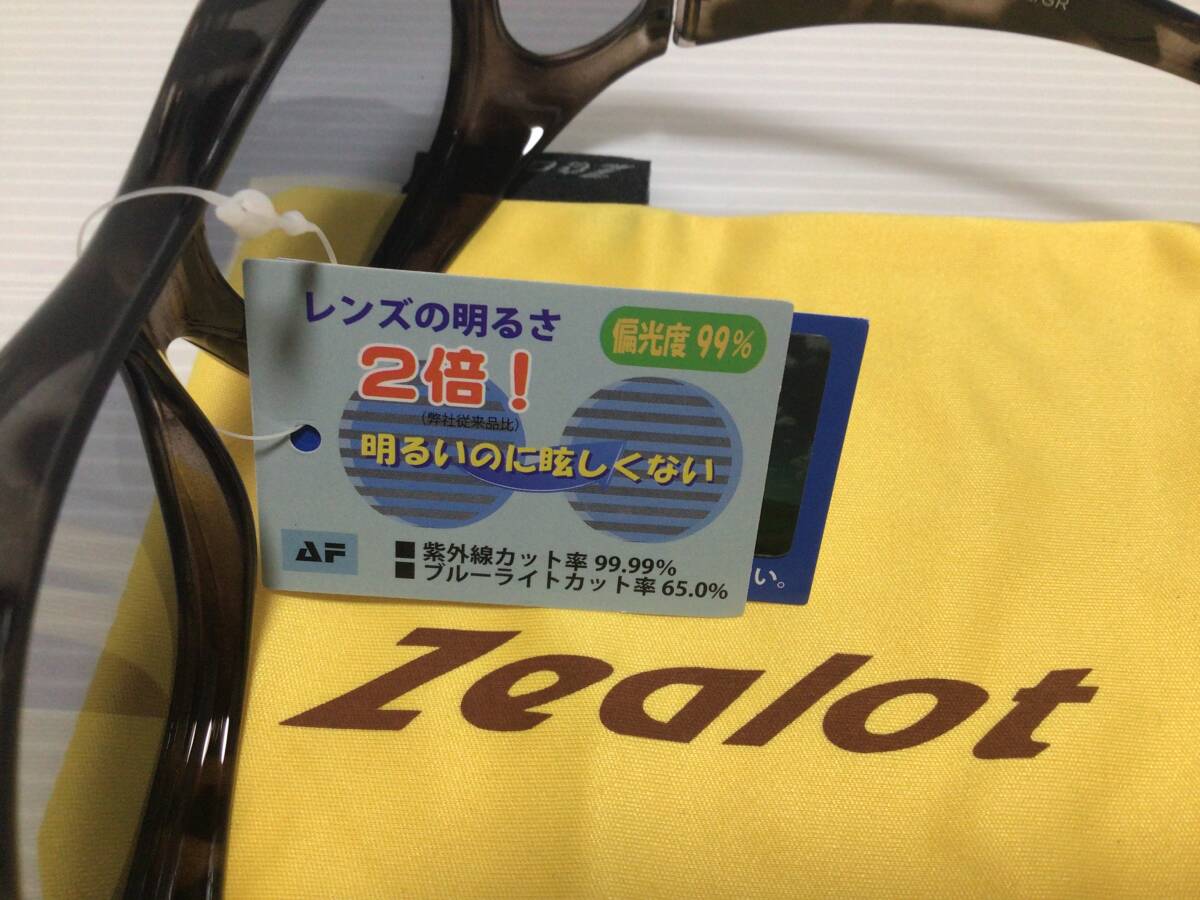 レンズの明るさ
偏光度 99%
2倍！
(弊社従来品比)
明るいのに眩しくない
AF
■ 紫外線カット率 99.99%
■ ブルーライトカット率 65.0%
い。
Zealot